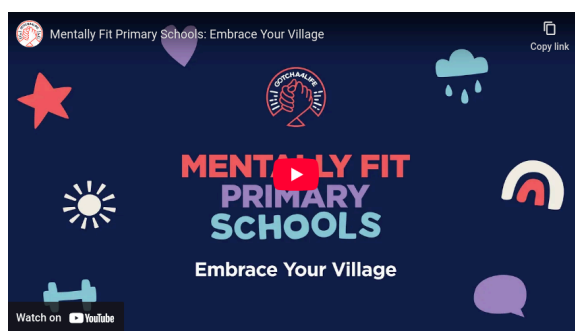 Mentally Fit Primary Schools: Embrace Your Village
Copy link
GOTCHA4LIFE
MENTALLY FIT
PRIMARY
SCHOOLS
Embrace Your Village
Watch on YouTube